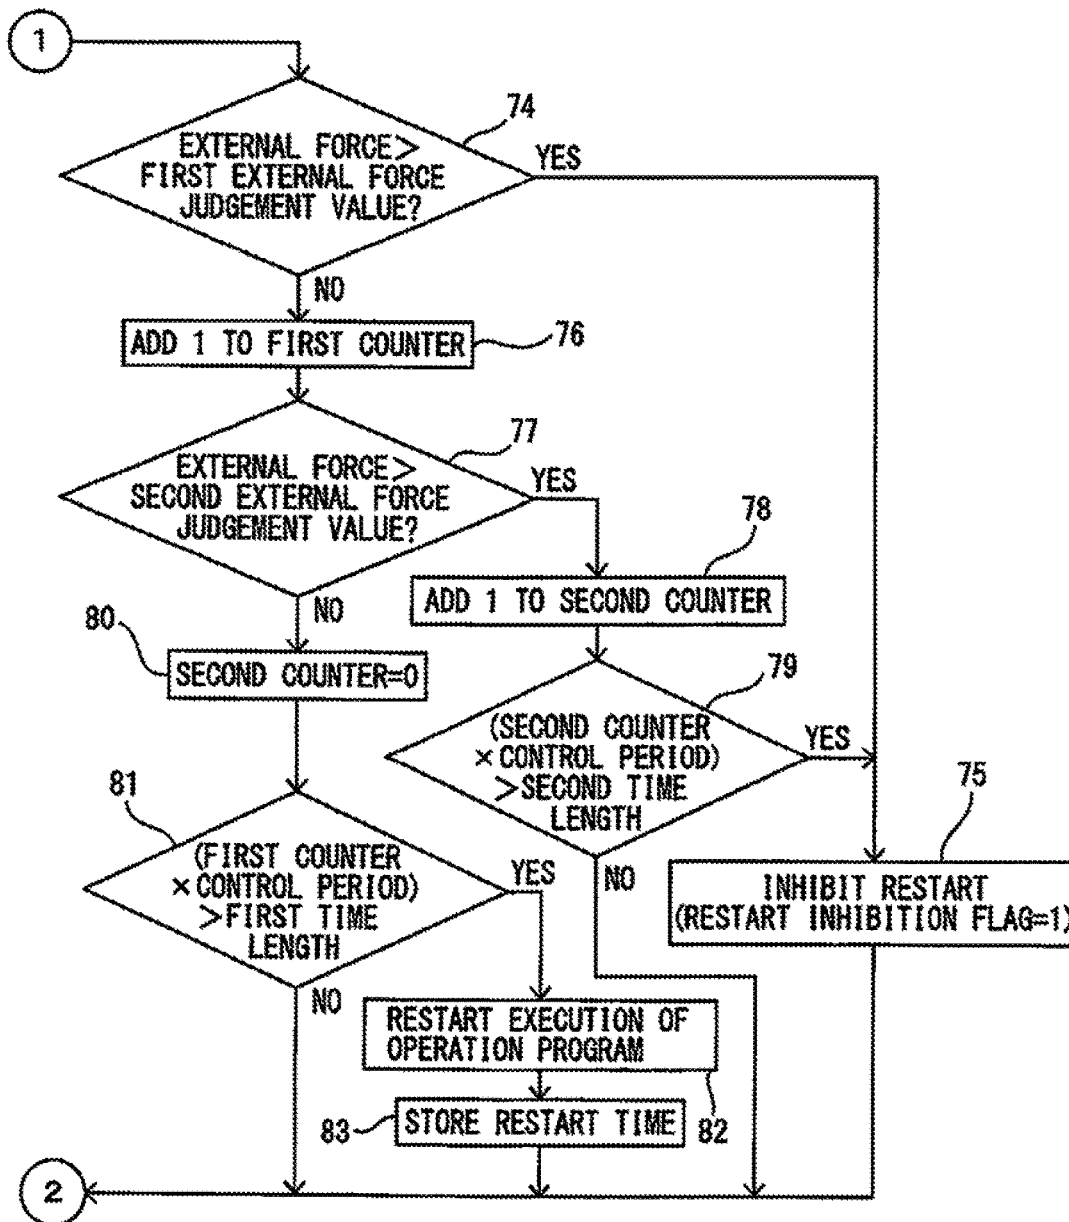 1
74
EXTERNAL FORCE>
FIRST EXTERNAL FORCE
JUDGEMENT VALUE?
YES
NO
ADD 1 TO FIRST COUNTER
76
77
EXTERNAL FORCE>
SECOND EXTERNAL FORCE
JUDGEMENT VALUE?
YES
NO
78
ADD 1 TO SECOND COUNTER
80
SECOND COUNTER=0
79
(SECOND COUNTER
×CONTROL PERIOD)
>SECOND TIME
LENGTH
YES
NO
81
(FIRST COUNTER
×CONTROL PERIOD)
>FIRST TIME
LENGTH
YES
NO
75
INHIBIT RESTART
(RESTART INHIBITION FLAG=1)
RESTART EXECUTION OF
OPERATION PROGRAM
82
83
STORE RESTART TIME
2